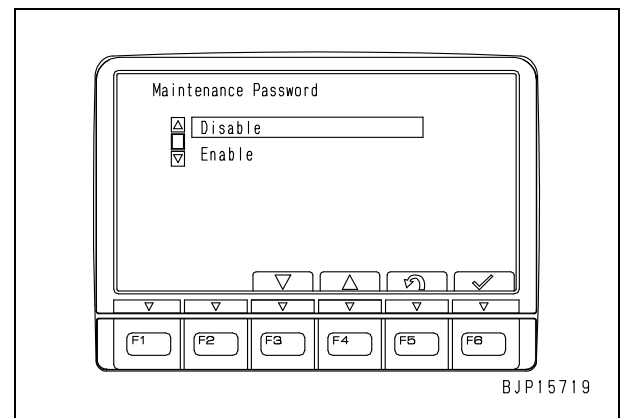 Maintenance Password
Disable
Enable
F1 F2 F3 F4 F5 F6
BJP15719